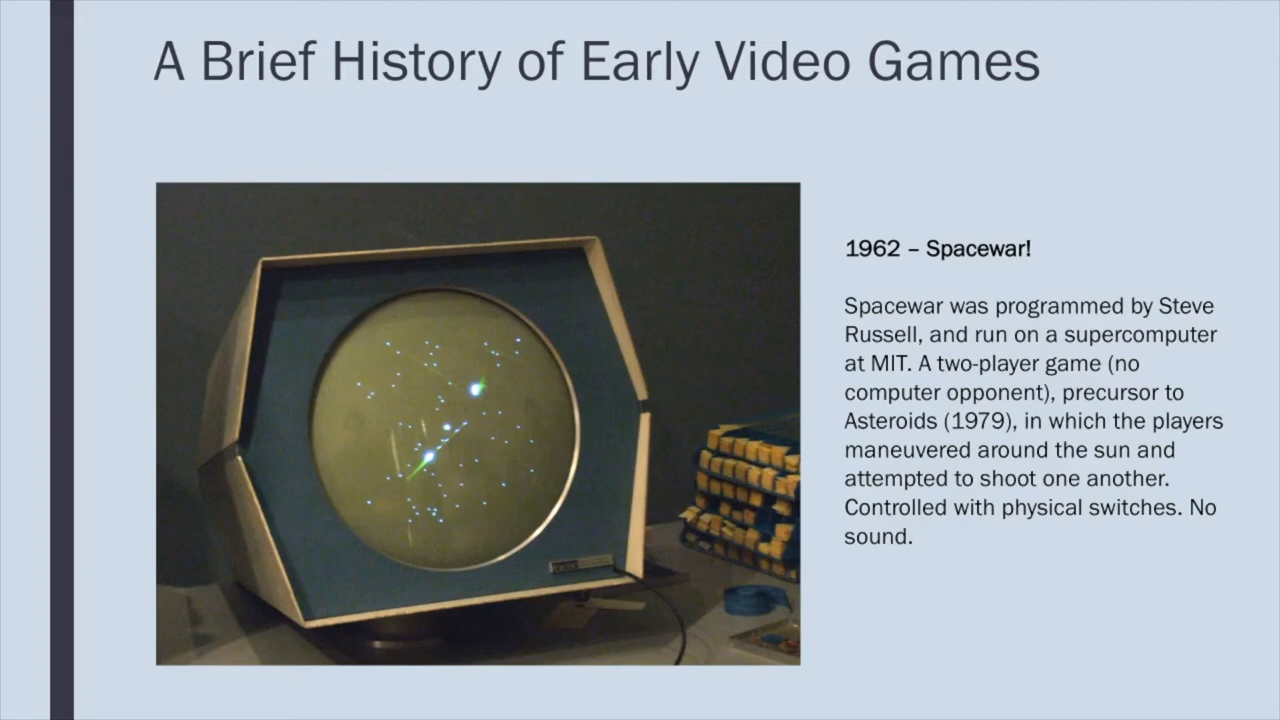 A Brief History of Early Video Games
1962 – Spacewar!
Spacewar was programmed by Steve
Russell, and run on a supercomputer
at MIT. A two-player game (no
computer opponent), precursor to
Asteroids (1979), in which the players
maneuvered around the sun and
attempted to shoot one another.
Controlled with physical switches. No
sound.